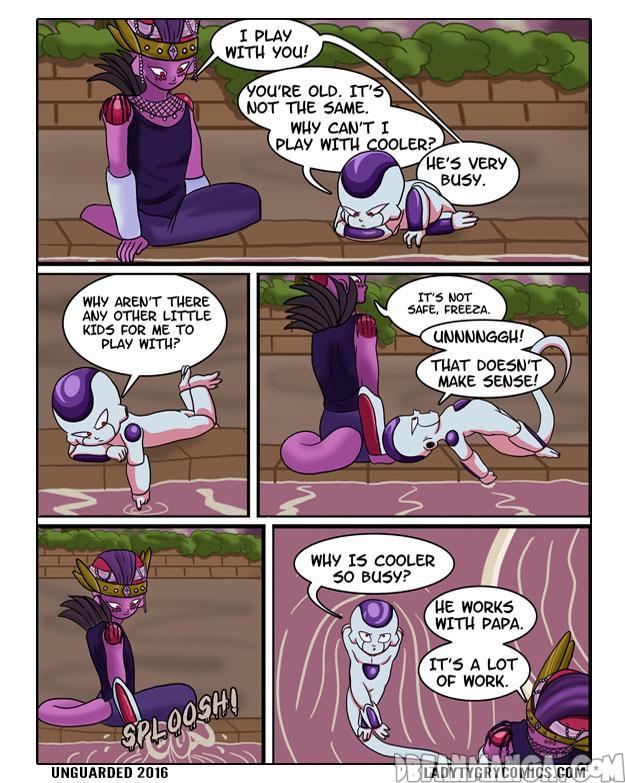 I PLAY
WITH YOU!
YOU'RE OLD. IT'S
NOT THE SAME.
WHY CAN'T I
PLAY WITH COOLER?
HE'S VERY
BUSY.
WHY AREN'T THERE
ANY OTHER LITTLE
KIDS FOR ME TO
PLAY WITH?
IT'S NOT
SAFE, FREEZA.
UNNNNGGH!
THAT DOESN'T
MAKE SENSE!
SPLOOSH!
WHY IS COOLER
SO BUSY?
HE WORKS
WITH PAPA.
IT'S A LOT
OF WORK.
UNGUARDED 2016
LADYTYGRYCOMICS.COM
DBFANMANGA.COM